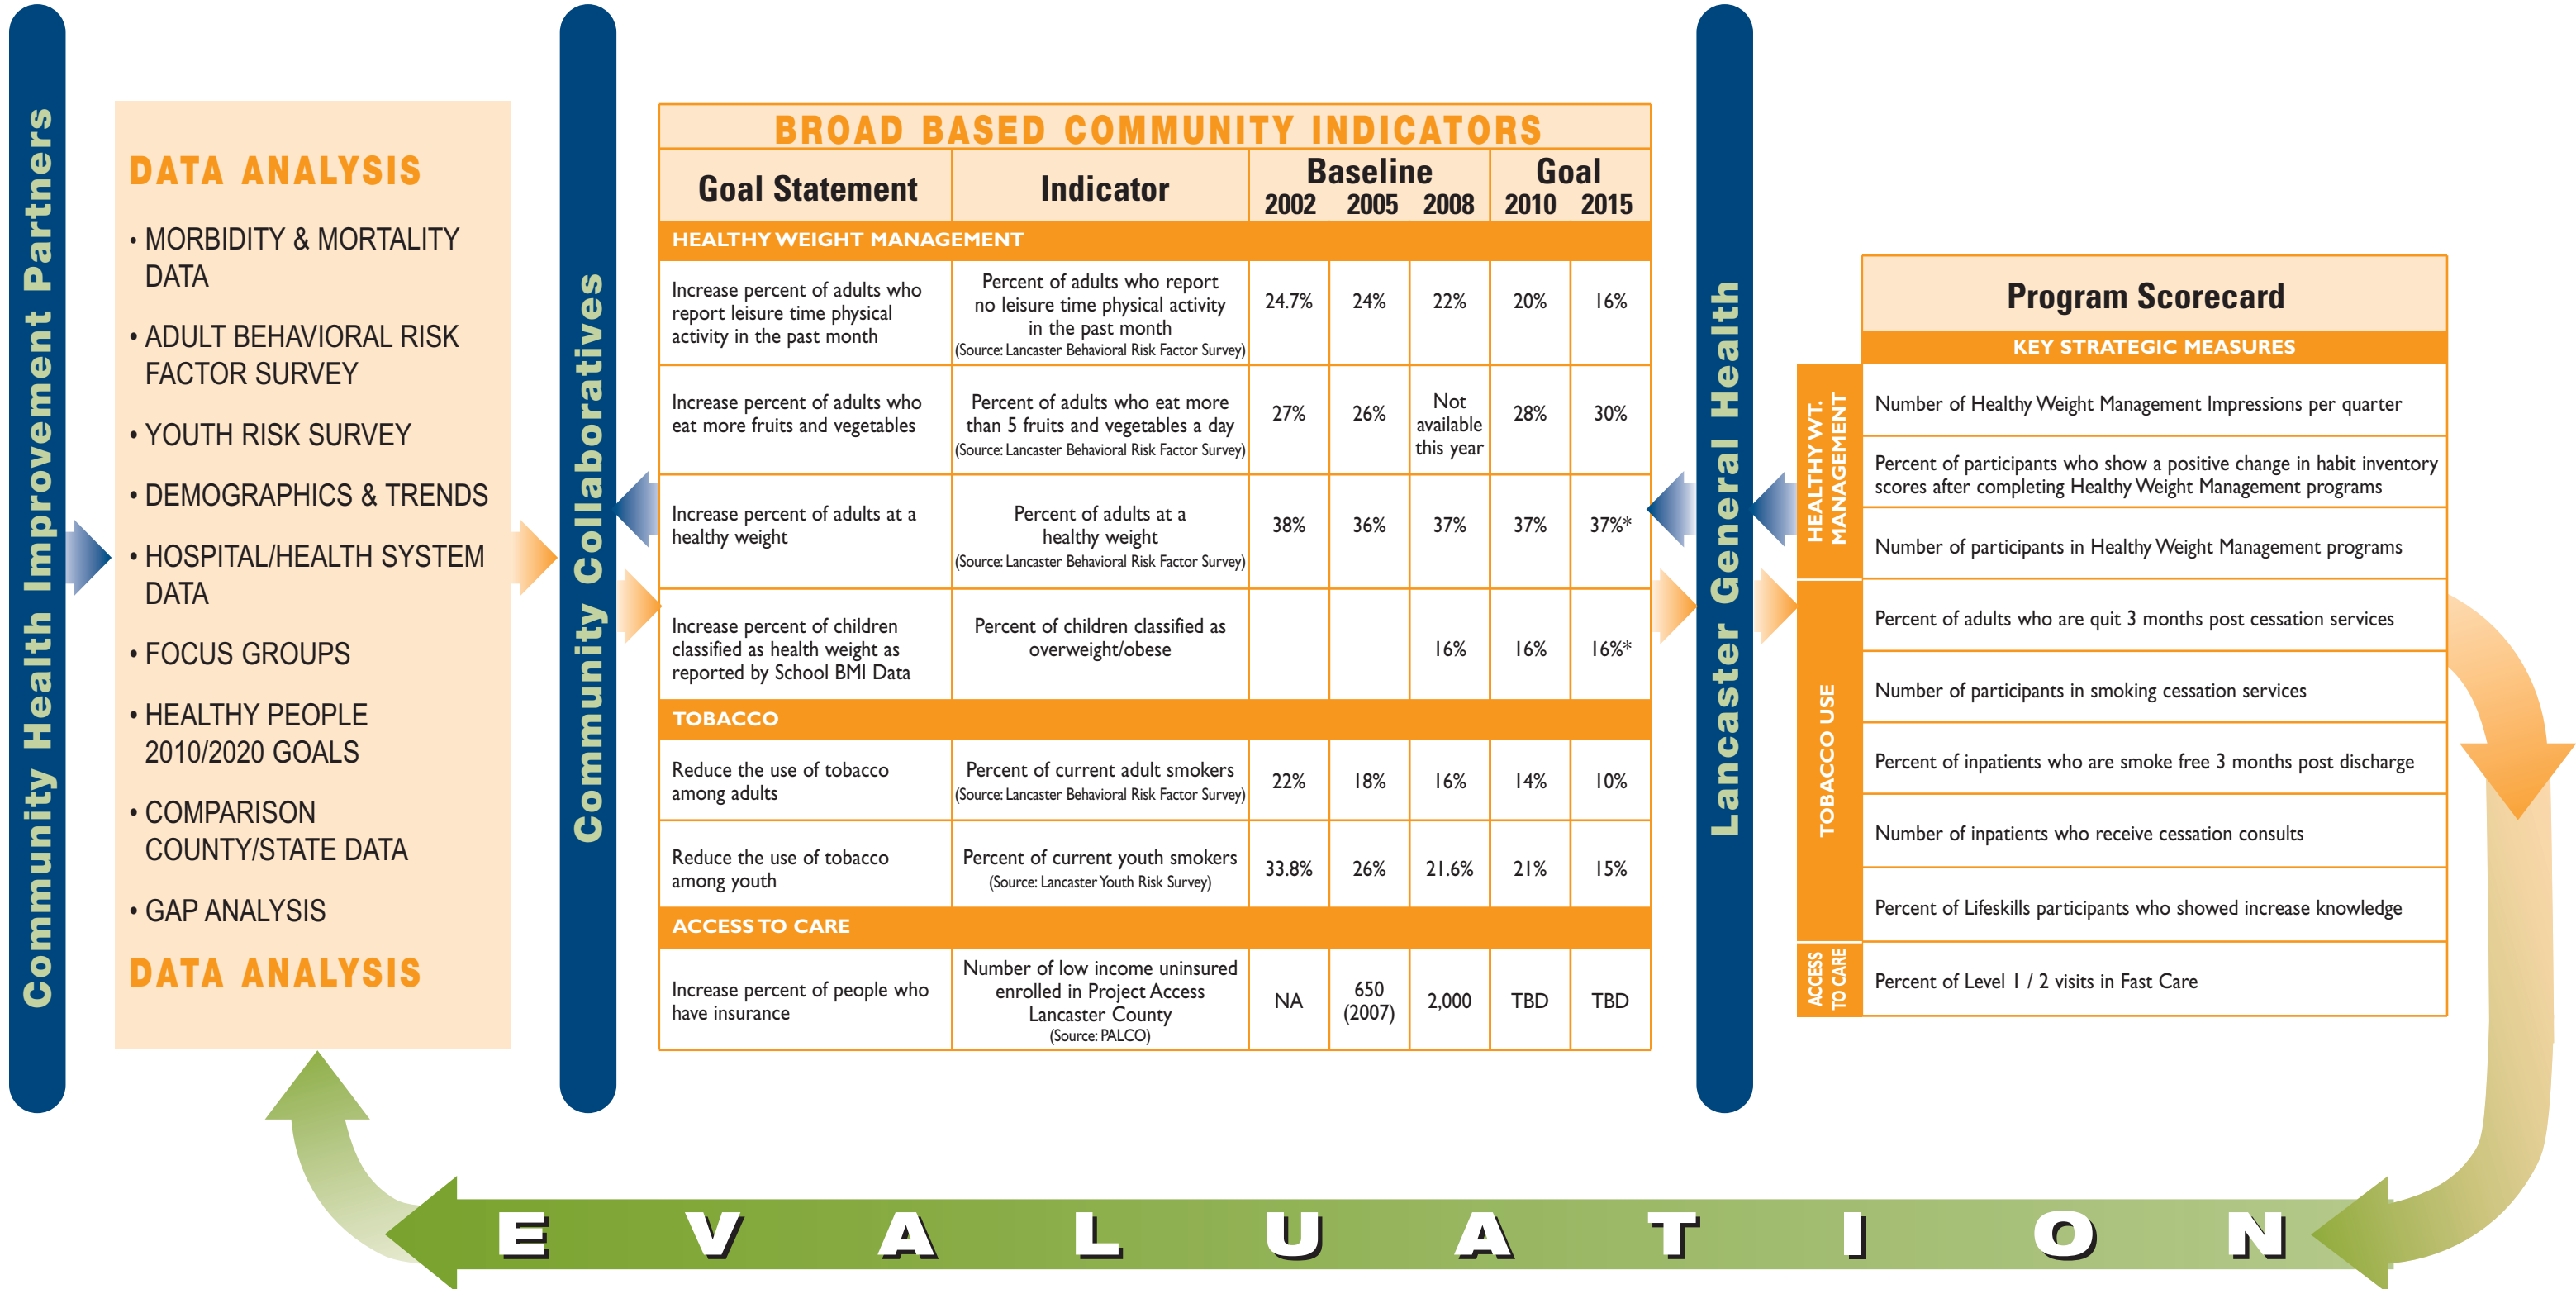 Community Health Improvement Partners
DATA ANALYSIS
• MORBIDITY & MORTALITY
DATA
• ADULT BEHAVIORAL RISK
FACTOR SURVEY
• YOUTH RISK SURVEY
• DEMOGRAPHICS & TRENDS
• HOSPITAL/HEALTH SYSTEM
DATA
• FOCUS GROUPS
• HEALTHY PEOPLE
2010/2020 GOALS
• COMPARISON
COUNTY/STATE DATA
• GAP ANALYSIS
DATA ANALYSIS
Community Collaboratives
BROAD BASED COMMUNITY INDICATORS
Goal Statement Indicator Baseline Goal
2002 2005 2008 2010 2015
HEALTHY WEIGHT MANAGEMENT
Increase percent of adults who
report leisure time physical
activity in the past month
Percent of adults who report
no leisure time physical activity
in the past month
(Source: Lancaster Behavioral Risk Factor Survey)
24.7% 24% 22% 20% 16%
Increase percent of adults who
eat more fruits and vegetables
Percent of adults who eat more
than 5 fruits and vegetables a day
(Source: Lancaster Behavioral Risk Factor Survey)
27% 26% Not
available
this year
28% 30%
Increase percent of adults at a
healthy weight
Percent of adults at a
healthy weight
(Source: Lancaster Behavioral Risk Factor Survey)
38% 36% 37% 37% 37%*
Increase percent of children
classified as health weight as
reported by School BMI Data
Percent of children classified as
overweight/obese
16% 16% 16%*
TOBACCO
Reduce the use of tobacco
among adults
Percent of current adult smokers
(Source: Lancaster Behavioral Risk Factor Survey)
22% 18% 16% 14% 10%
Reduce the use of tobacco
among youth
Percent of current youth smokers
(Source: Lancaster Youth Risk Survey)
33.8% 26% 21.6% 21% 15%
ACCESS TO CARE
Increase percent of people who
have insurance
Number of low income uninsured
enrolled in Project Access
Lancaster County
(Source: PALCO)
NA 650
(2007)
2,000 TBD TBD
Lancaster General Health
Program Scorecard
KEY STRATEGIC MEASURES
HEALTHY WT.
MANAGEMENT
Number of Healthy Weight Management Impressions per quarter
Percent of participants who show a positive change in habit inventory
scores after completing Healthy Weight Management programs
Number of participants in Healthy Weight Management programs
TOBACCO USE
Percent of adults who are quit 3 months post cessation services
Number of participants in smoking cessation services
Percent of inpatients who are smoke free 3 months post discharge
Number of inpatients who receive cessation consults
Percent of Lifeskills participants who showed increase knowledge
ACCESS
TO CARE
Percent of Level 1 / 2 visits in Fast Care
EVALUATION